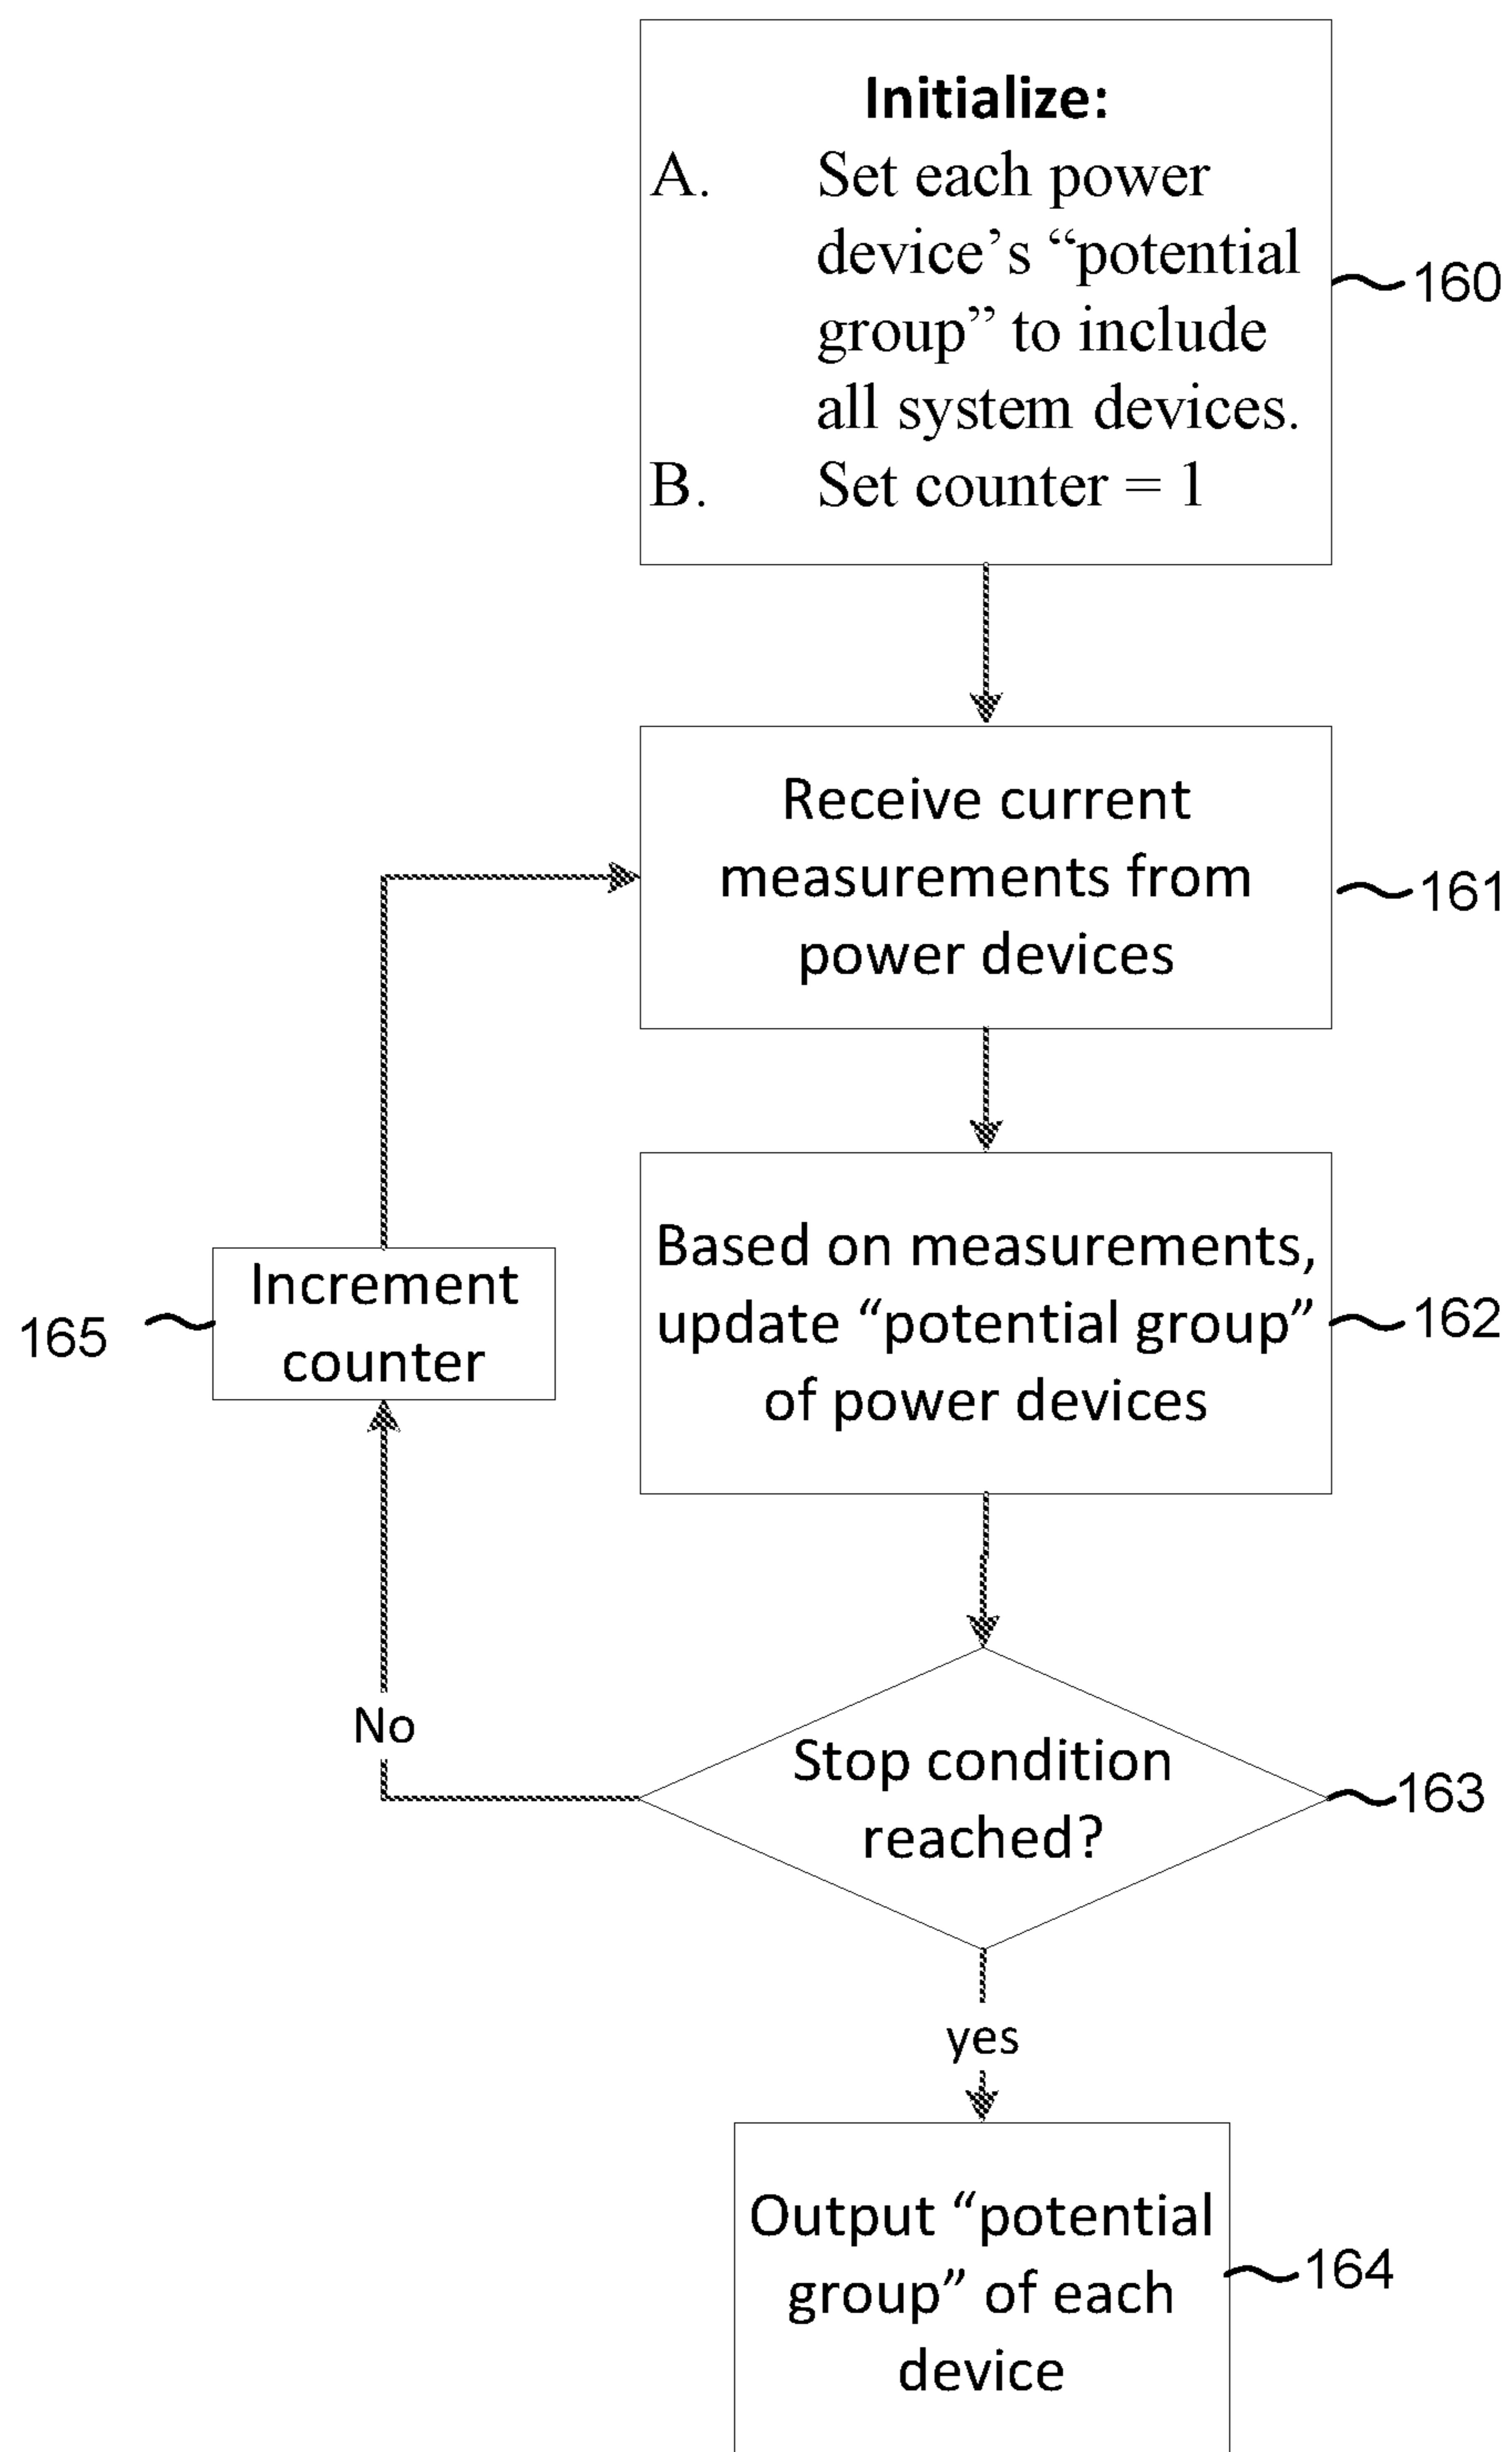 Initialize:
A. Set each power
device’s “potential
group” to include
all system devices.
B. Set counter = 1
160
Receive current
measurements from
power devices
161
Based on measurements,
update “potential group”
of power devices
162
Increment
counter
165
Stop condition
reached?
163
No
yes
Output “potential
group” of each
device
164